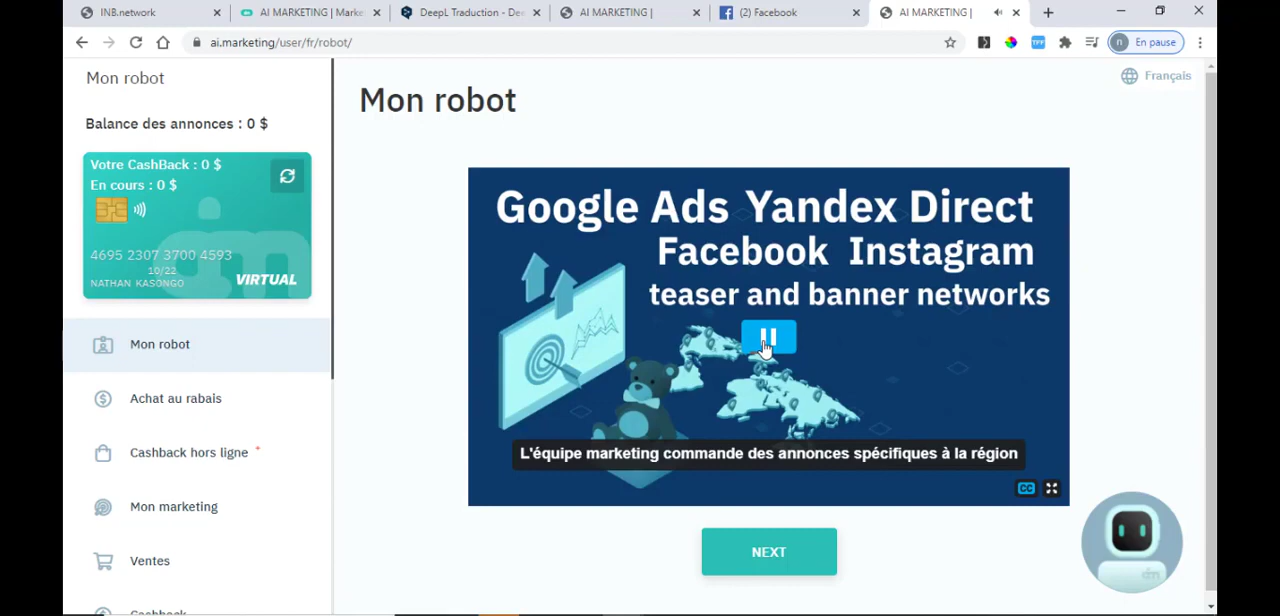 INB.network
AI MARKETING | Marke
DeepL Traduction - Dee
AI MARKETING |
(2) Facebook
AI MARKETING |
ai.marketing/user/fr/robot/
n
En pause
Mon robot
Balance des annonces : 0 $
Votre CashBack : 0 $
En cours : 0 $
4695 2307 3700 4593
10/22
NATHAN KASONGO
VIRTUAL
Mon robot
Achat au rabais
Cashback hors ligne *
Mon marketing
Ventes
Cashback
Français
Mon robot
Google Ads Yandex Direct
Facebook Instagram
teaser and banner networks
L'équipe marketing commande des annonces spécifiques à la région
CC
NEXT